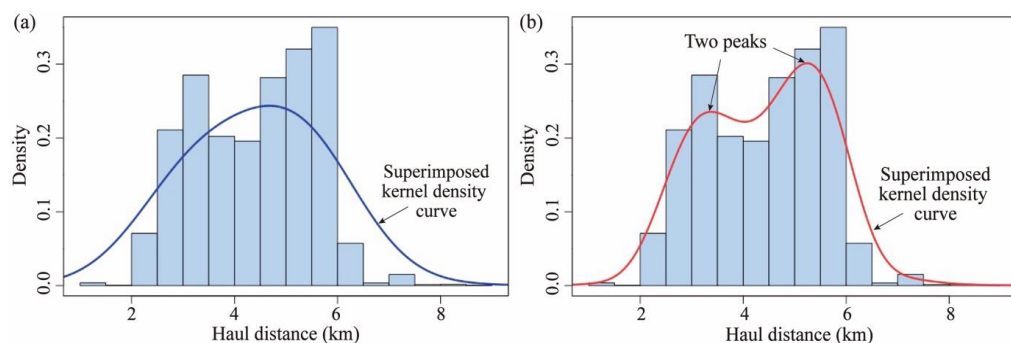 (a)
0.3
0.2
0.1
0.0
Density
Superimposed
kernel density
curve
2
4
6
8
Haul distance (km)
(b)
0.3
0.2
0.1
0.0
Density
Two peaks
Superimposed
kernel density
curve
2
4
6
8
Haul distance (km)